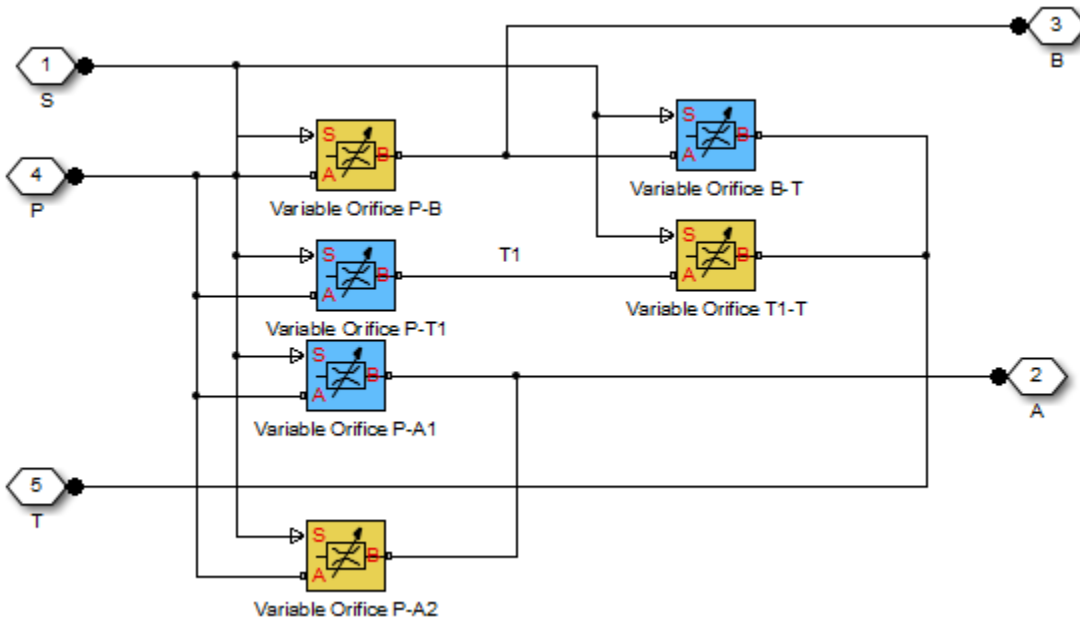 3
B
1
S
S
A
B
Variable Orifice B-T
4
P
S
A
B
Variable Orifice P-B
S
A
B
Variable Orifice T1-T
T1
S
A
B
Variable Orifice P-T1
S
A
B
Variable Orifice P-A1
2
A
5
T
S
A
B
Variable Orifice P-A2